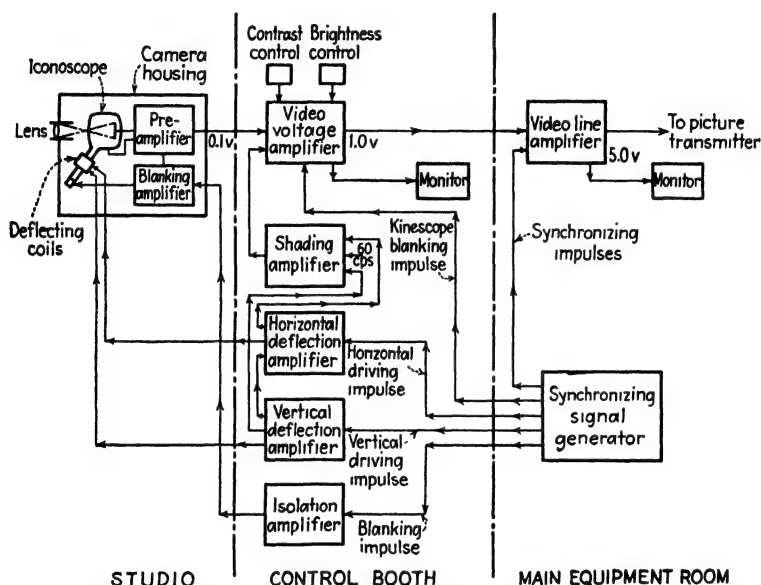 Iconoscope
Camera
housing
Lens
Pre-
amplifier
Blanking
amplifier
Deflecting
coils
0.1v
Contrast
control
Brightness
control
Video
voltage
amplifier
1.0v
Monitor
Shading
amplifier
60
cps
Kinescope
blanking
impulse
Horizontal
deflection
amplifier
Horizontal
driving
impulse
Vertical
deflection
amplifier
Vertical
driving
impulse
Isolation
amplifier
Blanking
impulse
Video line
amplifier
5.0 v
To picture
transmitter
Monitor
Synchronizing
impulses
Synchronizing
signal
generator
STUDIO
CONTROL BOOTH
MAIN EQUIPMENT ROOM